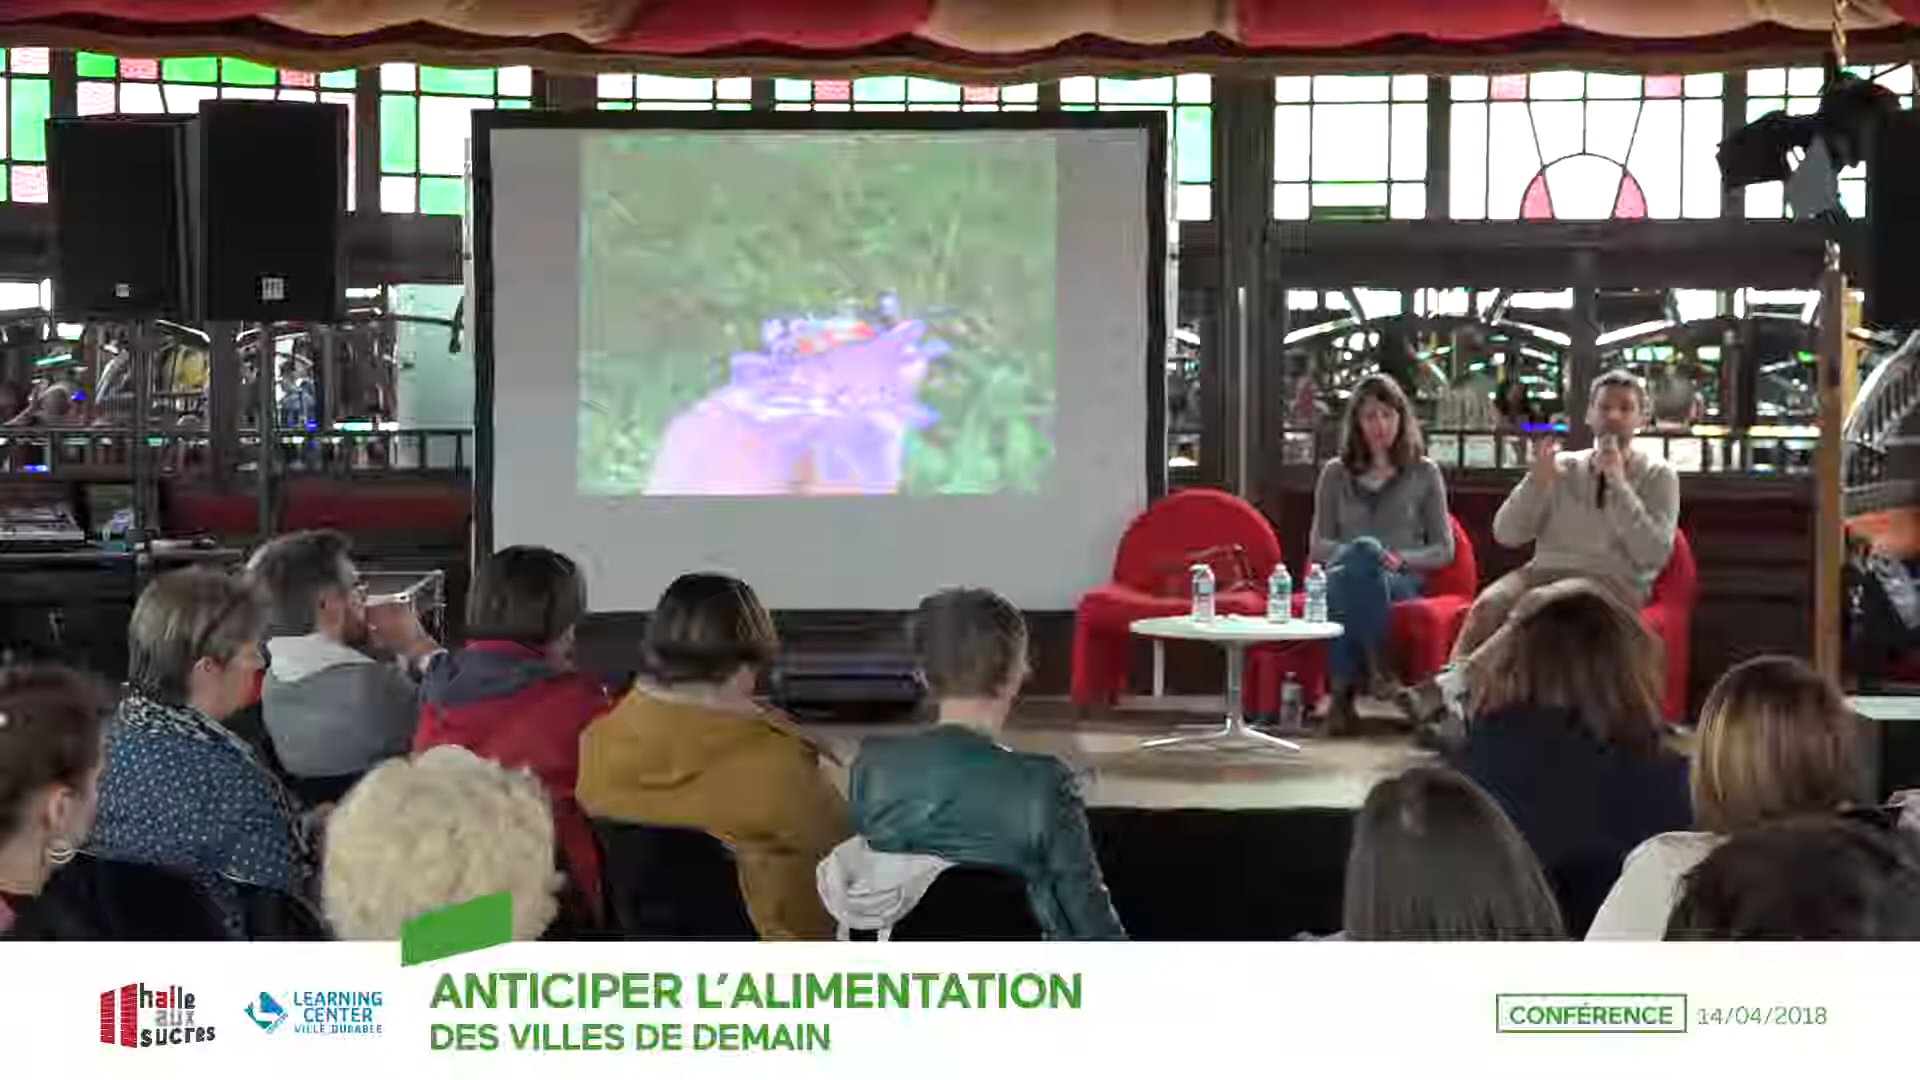 halle
aux
sucres
LEARNING
CENTER
VILLE DURABLE
ANTICIPER L'ALIMENTATION
DES VILLES DE DEMAIN
CONFÉRENCE 14/04/2018